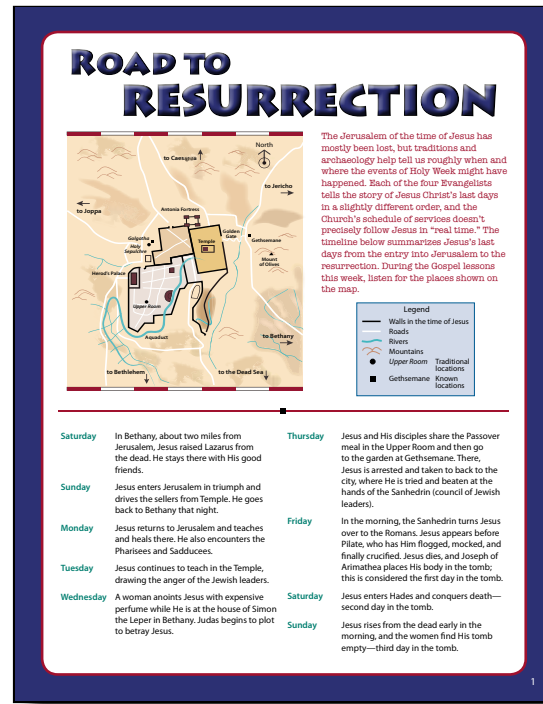 ROAD TO
RESURRECTION
The Jerusalem of the time of Jesus has
mostly been lost, but traditions and
archaeology help tell us roughly when and
where the events of Holy Week might have
happened. Each of the four Evangelists
tells the story of Jesus Christ's last days
in a slightly different order, and the
Church's schedule of services doesn't
precisely follow Jesus in "real time." The
timeline below summarizes Jesus's last
days from the entry into Jerusalem to the
resurrection. During the Gospel lessons
this week, listen for the places shown on
the map.
North
to Caesarea
to Jericho
to Joppa
Antonia Fortress
Golden
Gate
Gethsemane
Golgotha
Holy
Sepulchre
Temple
Mount
of Olives
Herod's Palace
Upper Room
Aquaduct
to Bethany
to Bethlehem
to the Dead Sea
Legend
Walls in the time of Jesus
Roads
Rivers
Mountains
Upper Room Traditional
locations
Gethsemane Known
locations
Saturday In Bethany, about two miles from
Jerusalem, Jesus raised Lazarus from
the dead. He stays there with His good
friends.
Sunday Jesus enters Jerusalem in triumph and
drives the sellers from Temple. He goes
back to Bethany that night.
Monday Jesus returns to Jerusalem and teaches
and heals there. He also encounters the
Pharisees and Sadducees.
Tuesday Jesus continues to teach in the Temple,
drawing the anger of the Jewish leaders.
Wednesday A woman anoints Jesus with expensive
perfume while He is at the house of Simon
the Leper in Bethany. Judas begins to plot
to betray Jesus.
Thursday Jesus and His disciples share the Passover
meal in the Upper Room and then go
to the garden at Gethsemane. There,
Jesus is arrested and taken to back to the
city, where He is tried and beaten at the
hands of the Sanhedrin (council of Jewish
leaders).
Friday In the morning, the Sanhedrin turns Jesus
over to the Romans. Jesus appears before
Pilate, who has Him flogged, mocked, and
finally crucified. Jesus dies, and Joseph of
Arimathea places His body in the tomb;
this is considered the first day in the tomb.
Saturday Jesus enters Hades and conquers death—
second day in the tomb.
Sunday Jesus rises from the dead early in the
morning, and the women find His tomb
empty—third day in the tomb.
1